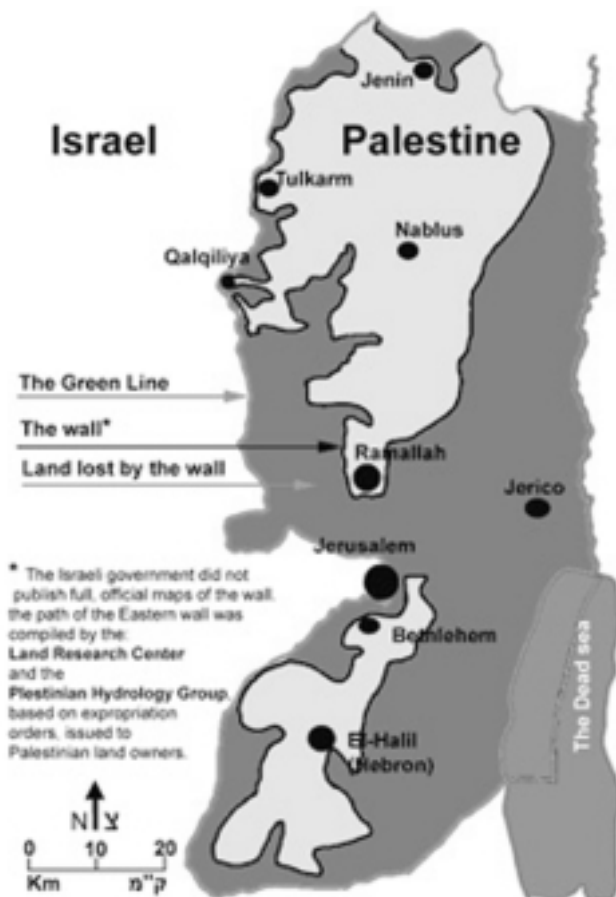 Jenin
Israel
Palestine
Tulkarm
Nablus
Qalqiliya
The Green Line
The wall*
Ramallah
Land lost by the wall
Jerico
Jerusalem
* The Israeli government did not
publish full, official maps of the wall.
the path of the Eastern wall was
compiled by the:
Land Research Center
and the
Plestinian Hydrology Group,
based on expropriation
orders, issued to
Palestinian land owners.
Bethlehem
The Dead sea
El-Halil
(Hebron)
N צ
0 10 20
Km ק"מ